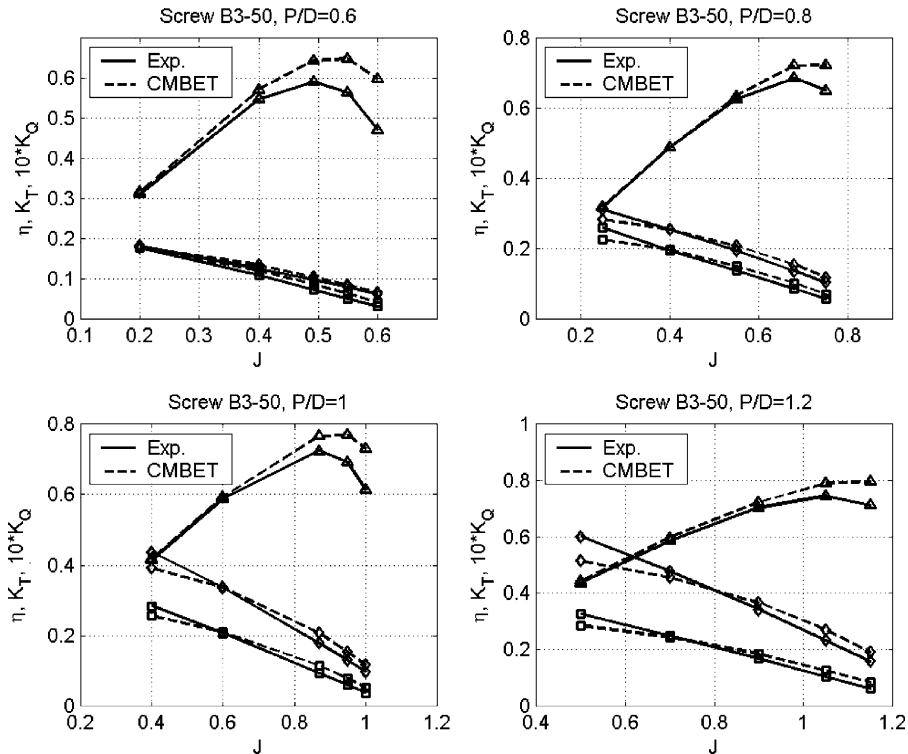 Screw B3-50, P/D=0.6
0.7
0.6
0.5
0.4
0.3
0.2
0.1
0
η, K_T, 10*K_Q
Exp.
CMBET
0.1 0.2 0.3 0.4 0.5 0.6
J
Screw B3-50, P/D=0.8
0.8
0.6
0.4
0.2
0
η, K_T, 10*K_Q
Exp.
CMBET
0.2 0.4 0.6 0.8
J
Screw B3-50, P/D=1
0.8
0.6
0.4
0.2
0
η, K_T, 10*K_Q
Exp.
CMBET
0.4 0.6 0.8 1 1.2
J
Screw B3-50, P/D=1.2
1
0.8
0.6
0.4
0.2
0
η, K_T, 10*K_Q
Exp.
CMBET
0.4 0.6 0.8 1 1.2
J